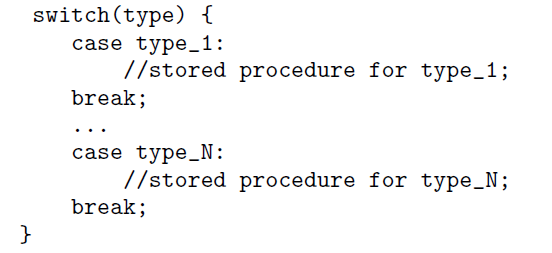 switch(type) {
case type_1:
//stored procedure for type_1;
break;
...
case type_N:
//stored procedure for type_N;
break;
}